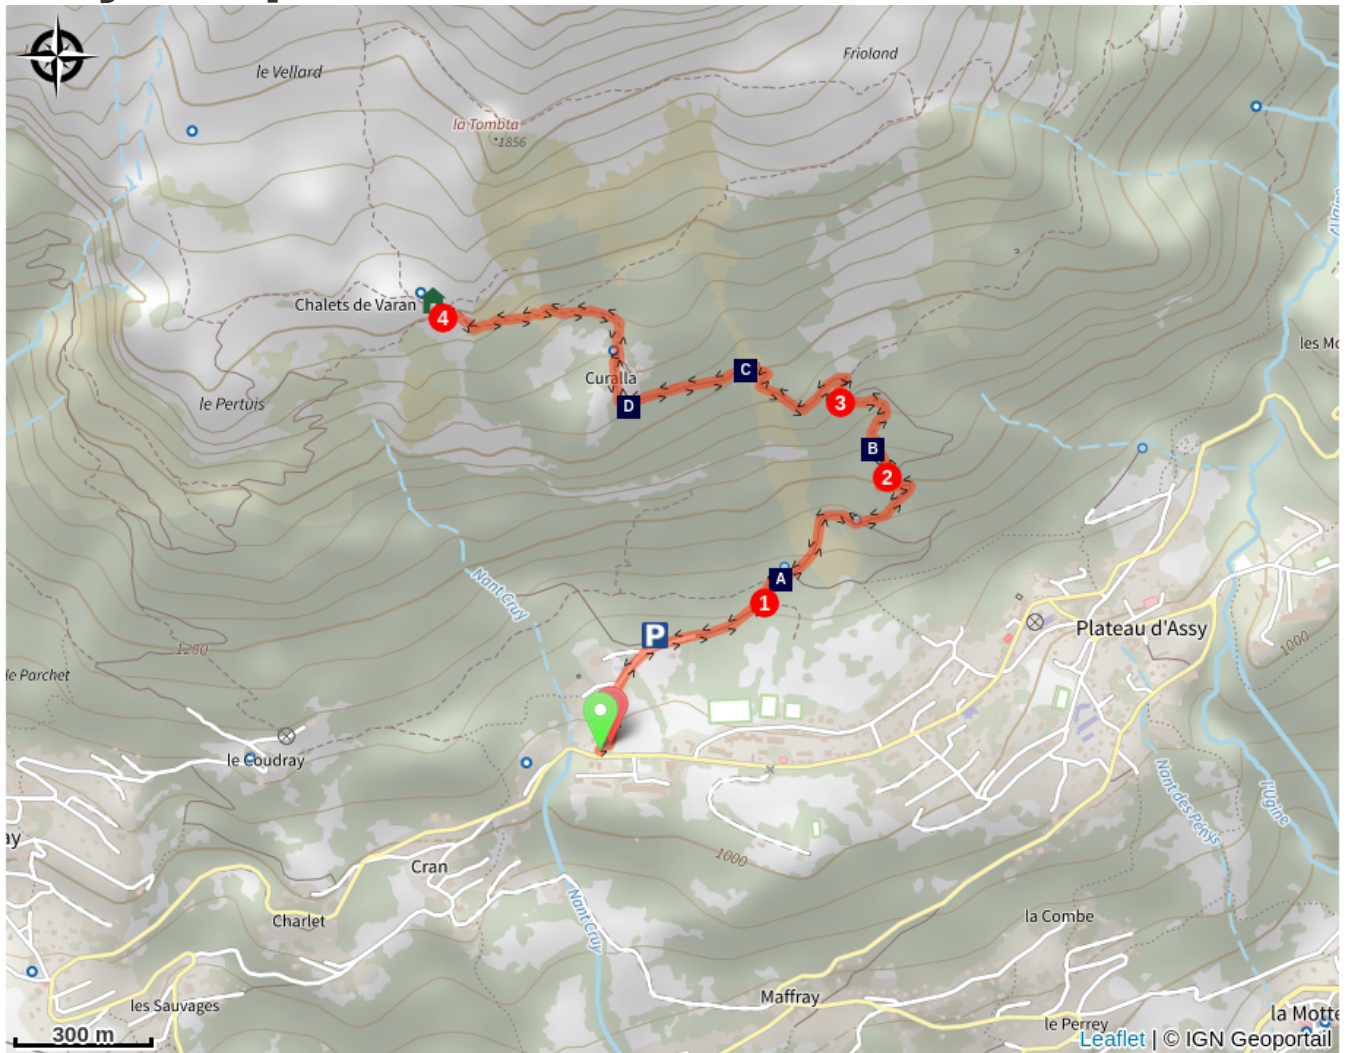 le Vellard
Frioland
la Tombta
1856
Chalets de Varan
4
Curalla
C
D
3
le Pertuis
B
2
les Mo
Nant Cruy
A
1
P
Plateau d'Assy
1000
1250
le Parchet
le Coudray
Nant des Penys
l'Ugine
ay
Cran
1000
Charlet
Nant Cruy
la Combe
les Sauvages
Maffray
le Perrey
la Motte
300 m
Leaflet | © IGN Geoportail